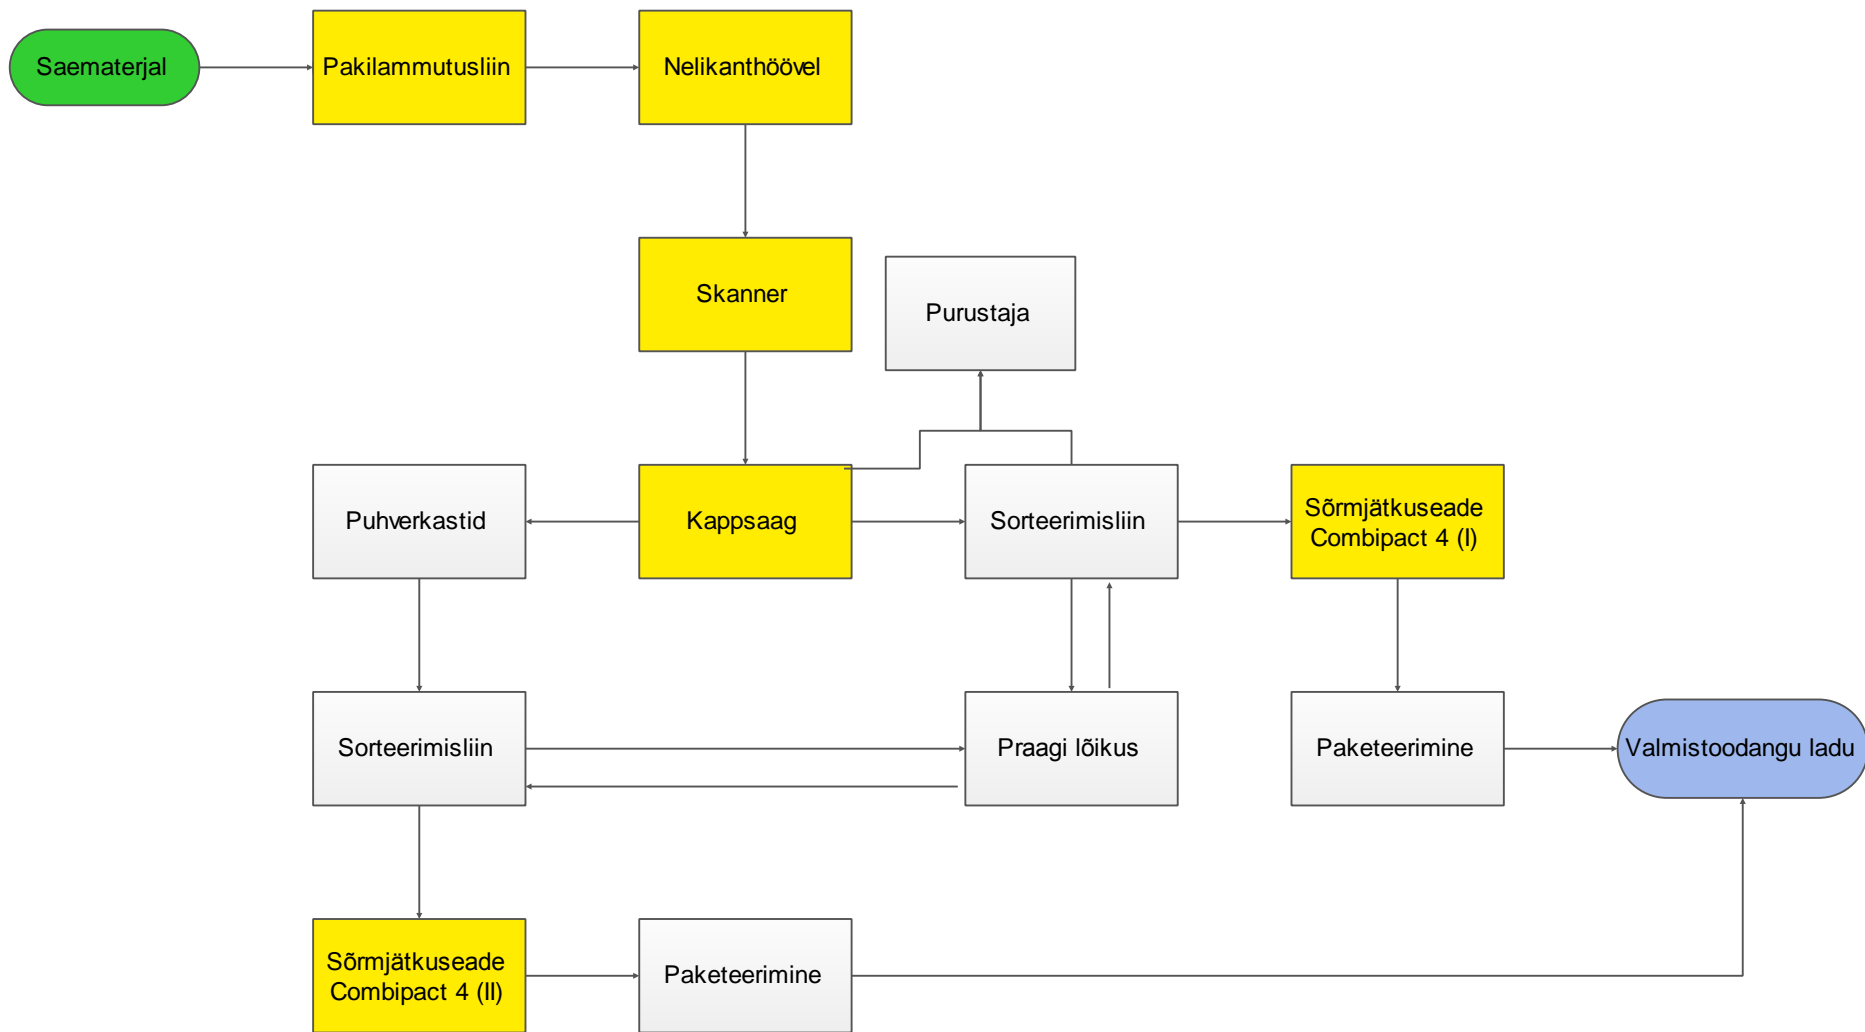 Saematerjal
Pakilammutusliin
Nelikanthöövel
Skanner
Purustaja
Puhverkastid
Kappsaag
Sorteerimisliin
Sõrmjätkuseade
Combipact 4 (I)
Sorteerimisliin
Praagi lõikus
Paketeerimine
Valmistoodangu ladu
Sõrmjätkuseade
Combipact 4 (II)
Paketeerimine